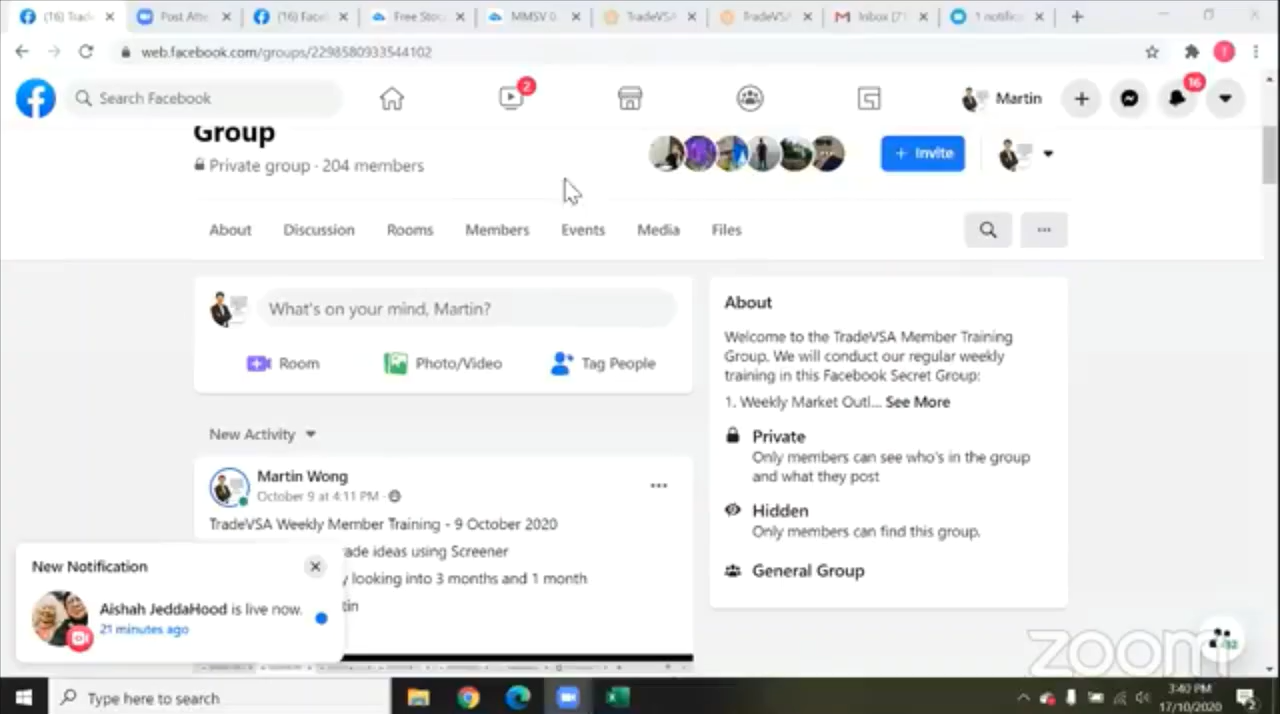 (16) Trade
Post Atte
(16) Face
Free Stoc
MMSV 0
TradeVSA
TradeVSA
Inbox (7
1 notific
web.facebook.com/groups/2298580933544102
Search Facebook
2
Martin
16
Group
Private group · 204 members
+ Invite
About
Discussion
Rooms
Members
Events
Media
Files
What's on your mind, Martin?
Room
Photo/Video
Tag People
New Activity
Martin Wong
October 9 at 4:11 PM ·
TradeVSA Weekly Member Training - 9 October 2020
ade ideas using Screener
y looking into 3 months and 1 month
tin
About
Welcome to the TradeVSA Member Training
Group. We will conduct our regular weekly
training in this Facebook Secret Group:
1. Weekly Market Outl... See More
Private
Only members can see who's in the group
and what they post
Hidden
Only members can find this group.
General Group
New Notification
Aishah JeddaHood is live now.
21 minutes ago
zoom
Type here to search
3:40 PM
17/10/2020
2